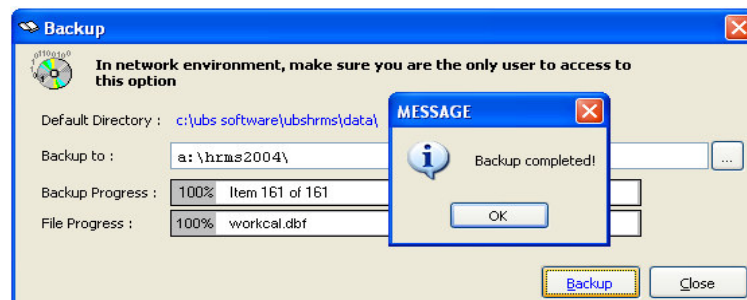 Backup
In network environment, make sure you are the only user to access to
this option
Default Directory : c:\ubs software\ubshrms\data\
Backup to : a:\hrms2004\ ...
Backup Progress : 100% Item 161 of 161
File Progress : 100% workcal.dbf
MESSAGE
Backup completed!
OK
Backup Close